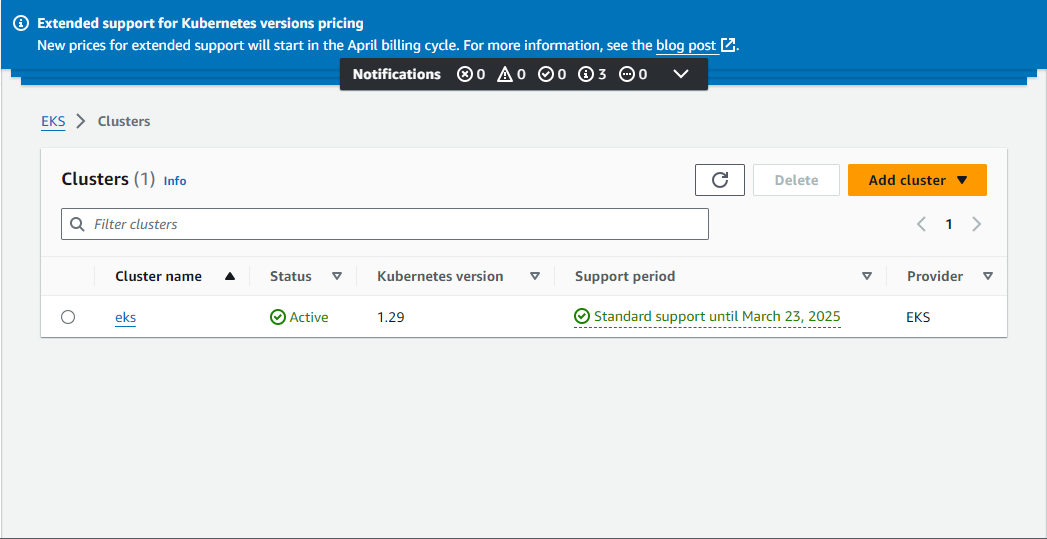 Extended support for Kubernetes versions pricing
New prices for extended support will start in the April billing cycle. For more information, see the blog post.
Notifications 0 0 0 3 0
EKS > Clusters
Clusters (1) Info Delete Add cluster
Filter clusters 1
Cluster name Status Kubernetes version Support period Provider
eks Active 1.29 Standard support until March 23, 2025 EKS